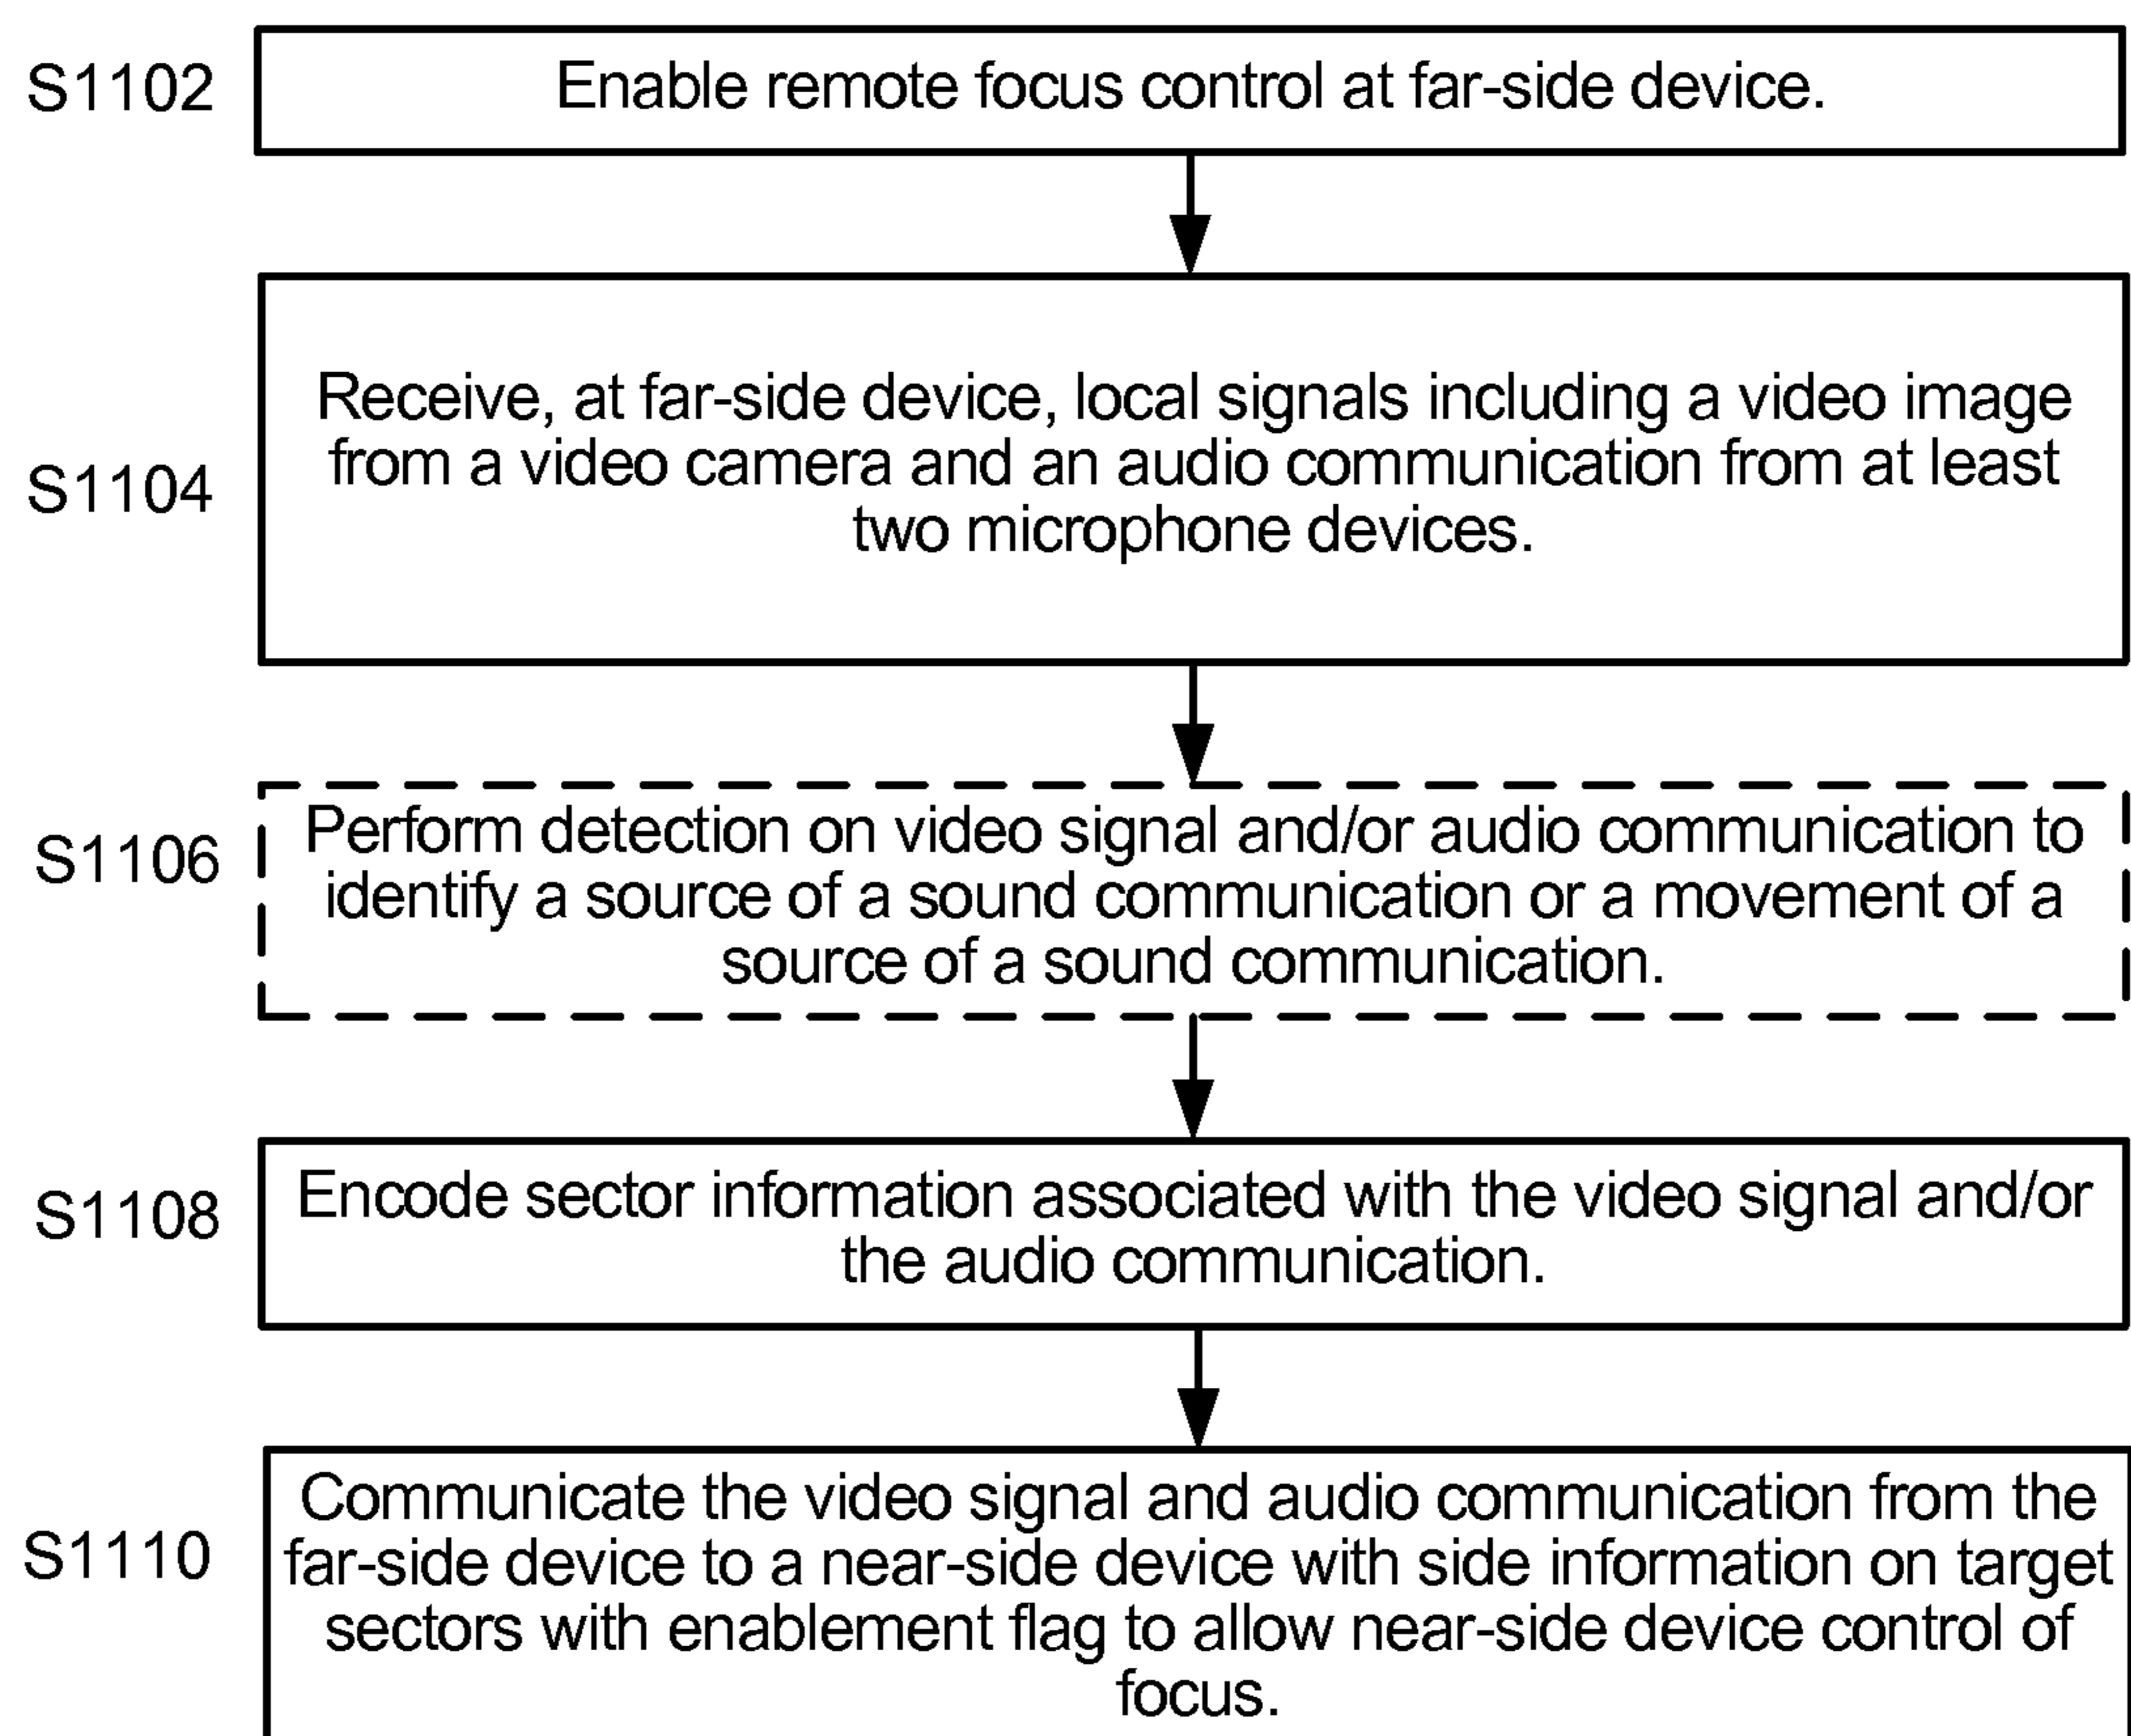 S1102
Enable remote focus control at far-side device.
S1104
Receive, at far-side device, local signals including a video image
from a video camera and an audio communication from at least
two microphone devices.
S1106
Perform detection on video signal and/or audio communication to
identify a source of a sound communication or a movement of a
source of a sound communication.
S1108
Encode sector information associated with the video signal and/or
the audio communication.
S1110
Communicate the video signal and audio communication from the
far-side device to a near-side device with side information on target
sectors with enablement flag to allow near-side device control of
focus.